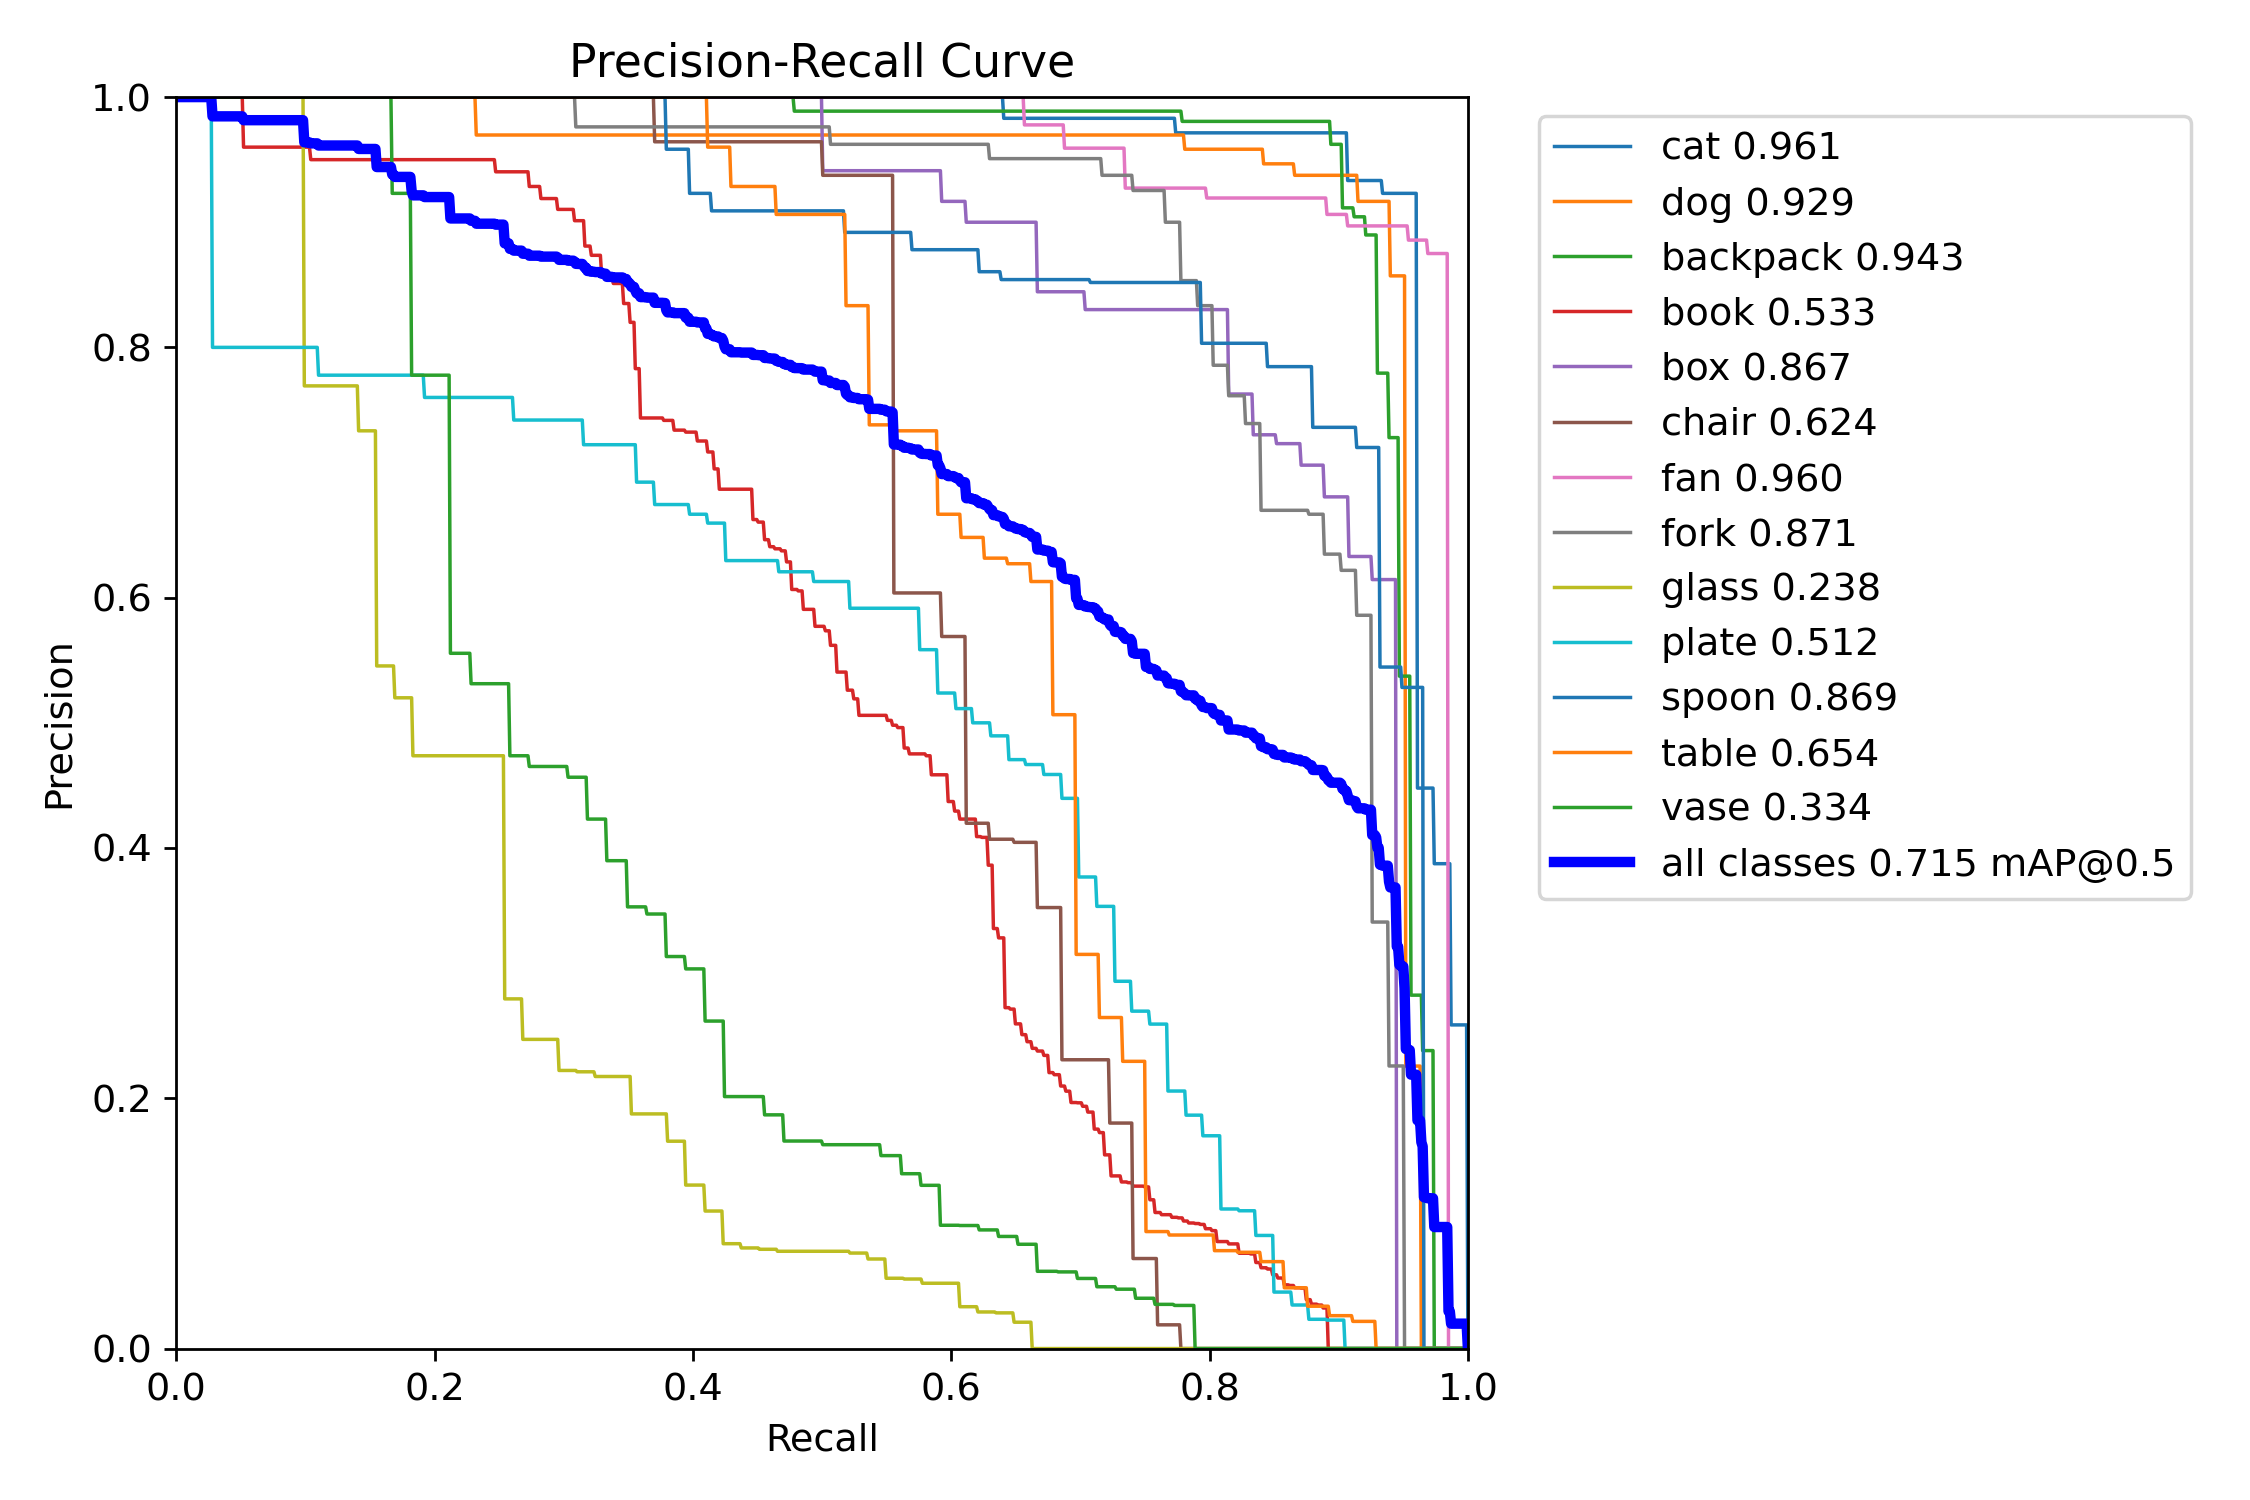 Precision-Recall Curve
1.0
0.8
0.6
0.4
0.2
0.0
Precision
0.0 0.2 0.4 0.6 0.8 1.0
Recall
cat 0.961
dog 0.929
backpack 0.943
book 0.533
box 0.867
chair 0.624
fan 0.960
fork 0.871
glass 0.238
plate 0.512
spoon 0.869
table 0.654
vase 0.334
all classes 0.715 mAP@0.5